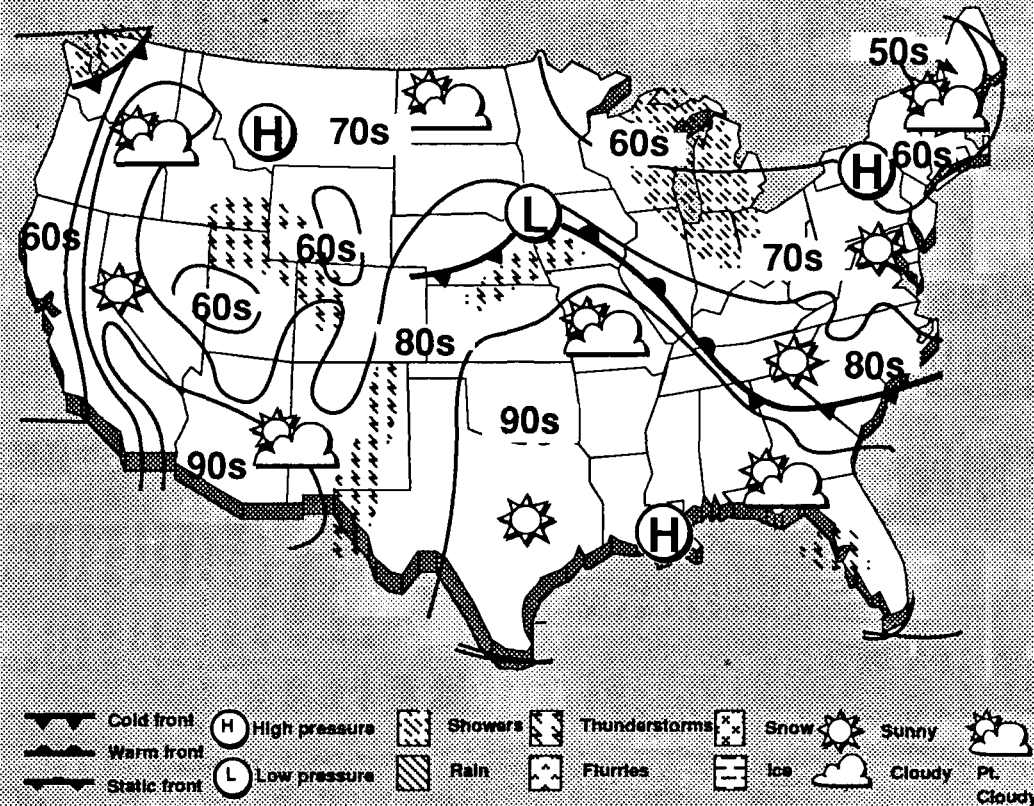 50s
H
70s
60s
H
60s
L
60s
60s
70s
60s
80s
80s
90s
90s
H
Cold front
H
High pressure
Showers
Thunderstorms
Snow
Sunny
Warm front
Static front
L
Low pressure
Rain
Flurries
Ice
Cloudy
Pt.
Cloudy